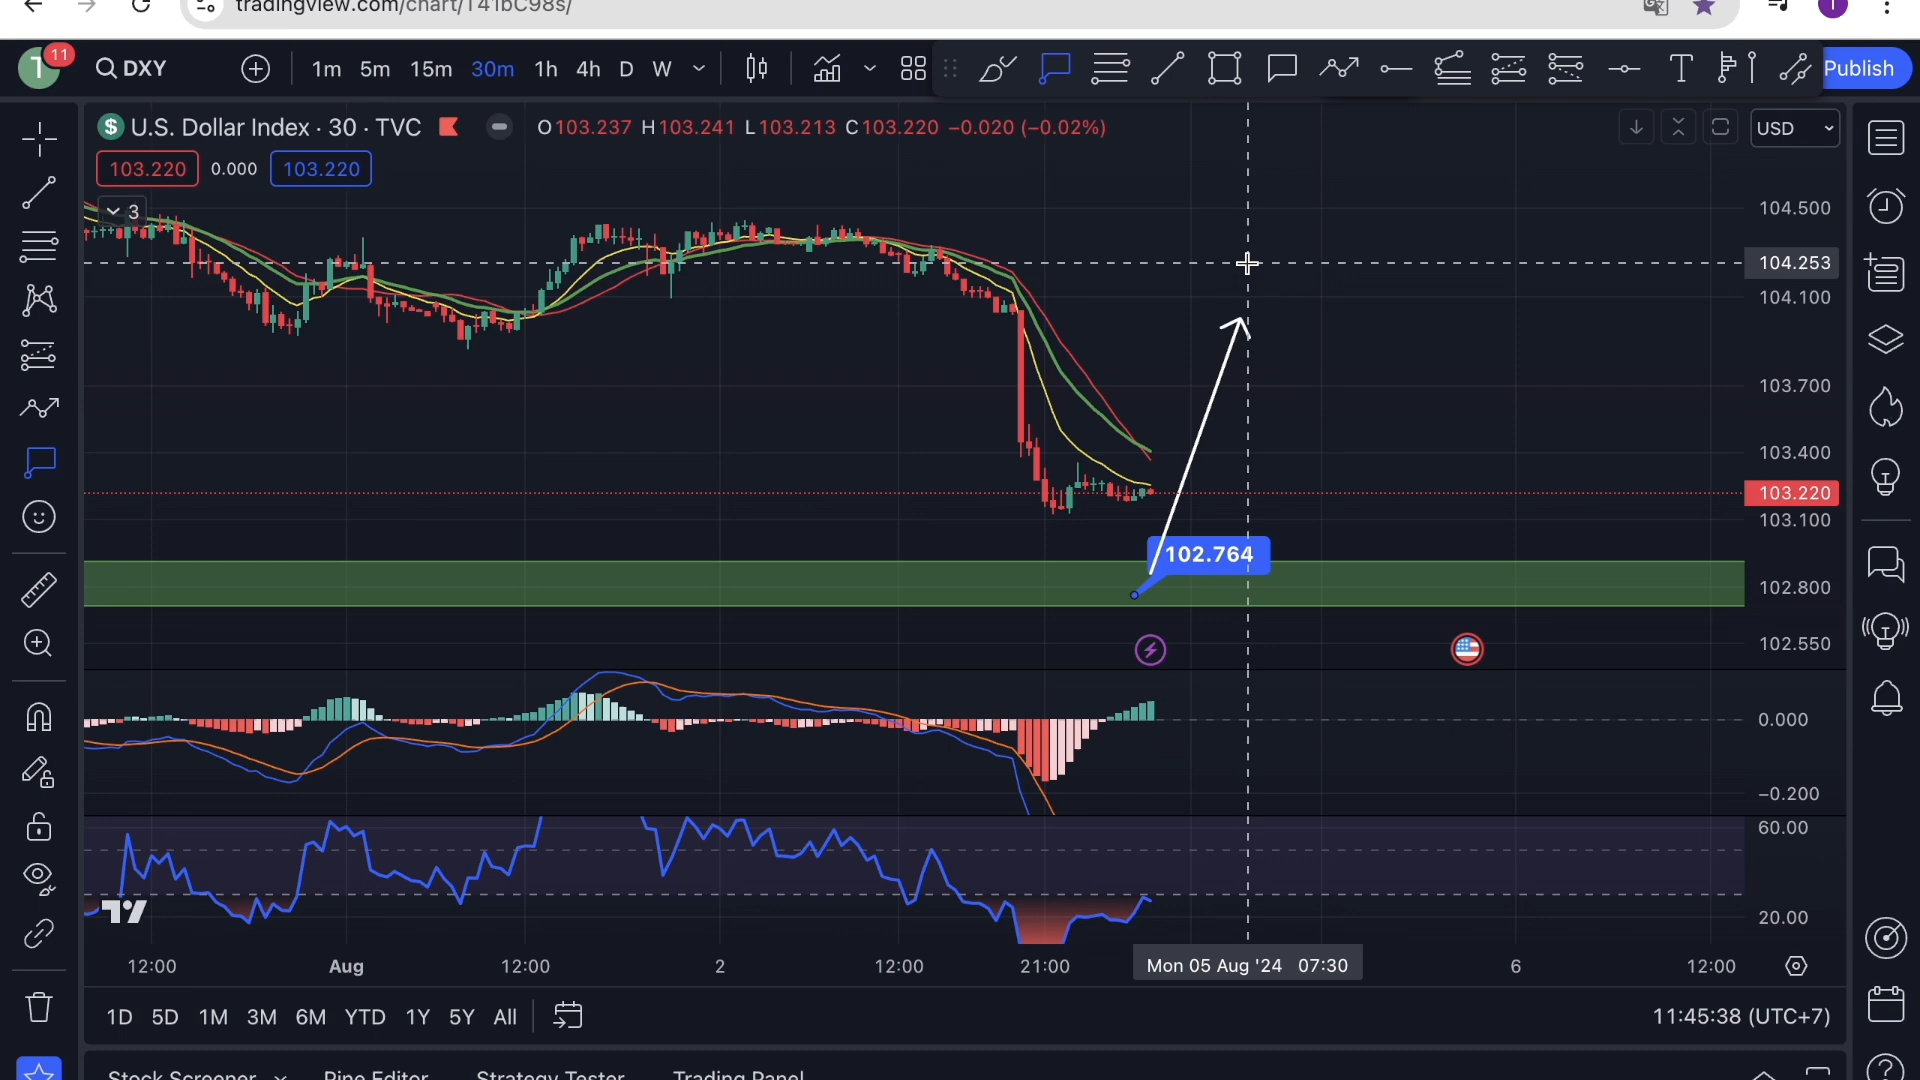 tradingview.com/chart/T41bC98s/
T
11
DXY
1m 5m 15m 30m 1h 4h D W
T
Publish
$ U.S. Dollar Index · 30 · TVC O103.237 H103.241 L103.213 C103.220 −0.020 (−0.02%)
USD
103.220 0.000 103.220
3
104.500
104.253
104.100
103.700
103.400
103.220
103.100
102.764
102.800
102.550
0.000
−0.200
60.00
20.00
12:00 Aug 12:00 2 12:00 21:00 Mon 05 Aug '24 07:30 6 12:00
1D 5D 1M 3M 6M YTD 1Y 5Y All
11:45:38 (UTC+7)
Stock Screener Pine Editor Strategy Tester Trading Panel